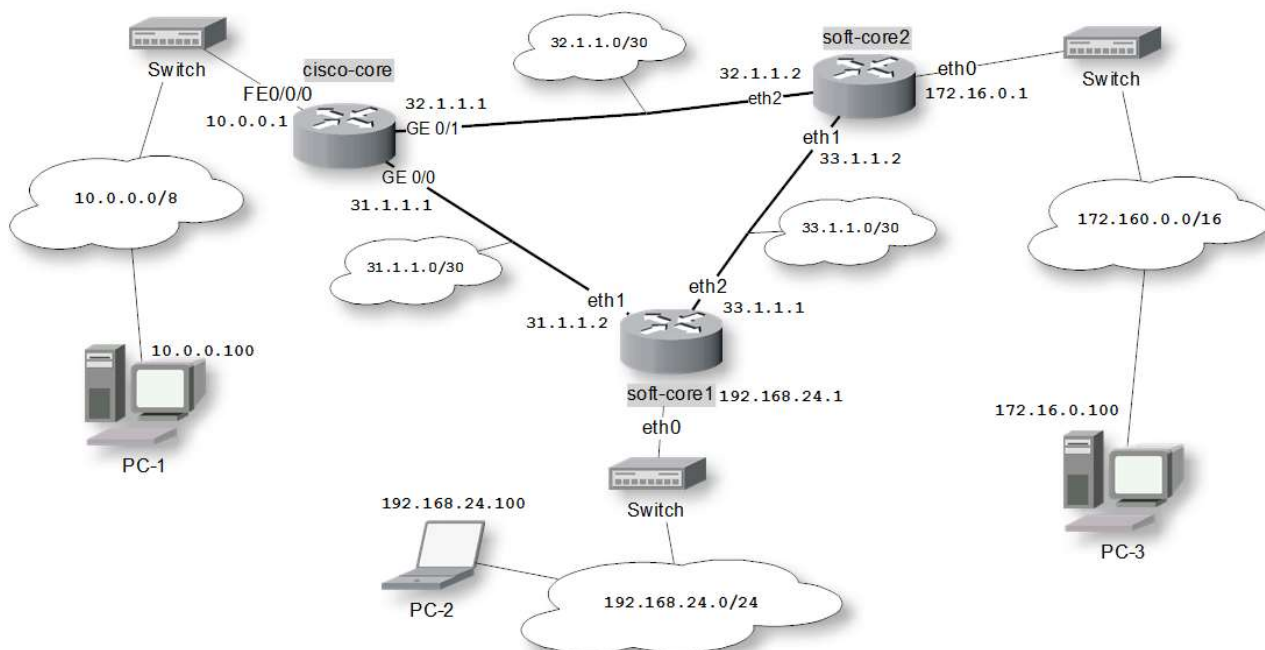 32.1.1.0/30
soft-core2
Switch
cisco-core
32.1.1.2
eth0
Switch
FE0/0/0
32.1.1.1
eth2
172.16.0.1
10.0.0.1
GE 0/1
eth1
GE 0/0
33.1.1.2
10.0.0.0/8
31.1.1.1
33.1.1.0/30
172.160.0.0/16
31.1.1.0/30
eth2
eth1
33.1.1.1
31.1.1.2
10.0.0.100
soft-core1
192.168.24.1
172.16.0.100
eth0
PC-1
192.168.24.100
Switch
PC-3
PC-2
192.168.24.0/24